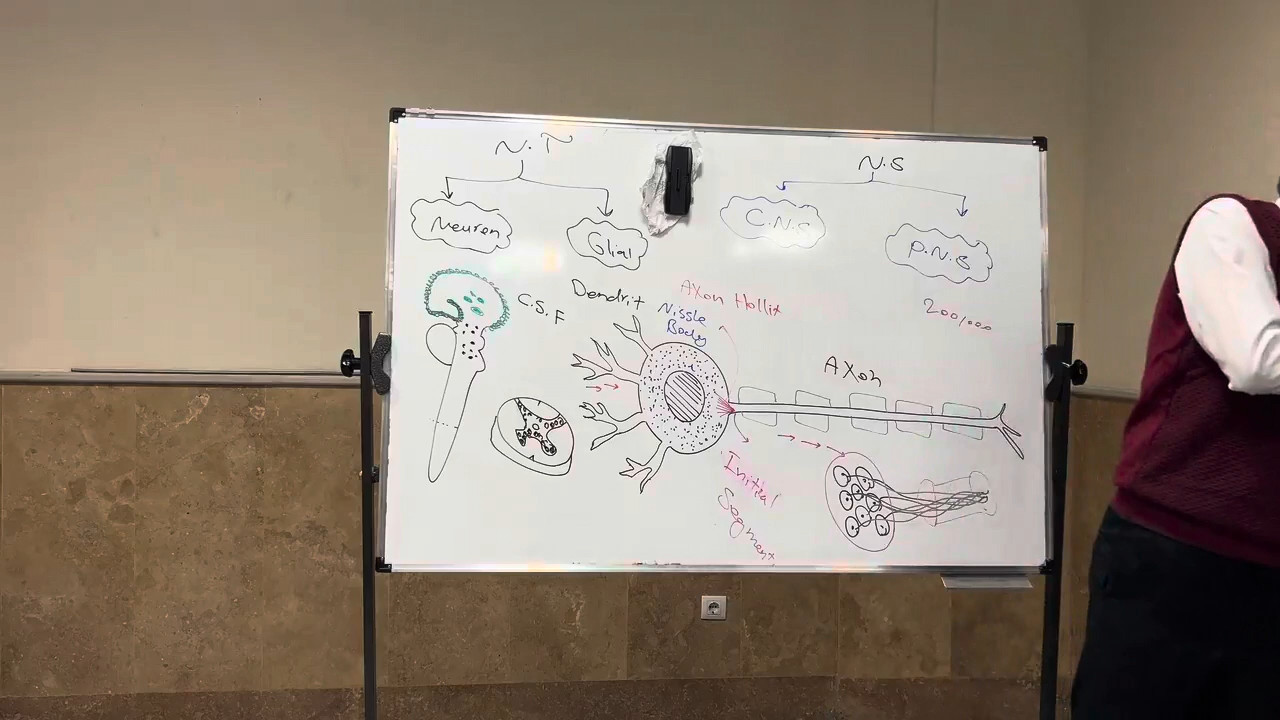 N.T
N.S
Neuron
Glial
C.N.S
P.N.S
C.S.F
Dendrit
Axon Hollix
Nissle
Body
200,000
Axon
Initial
Segment